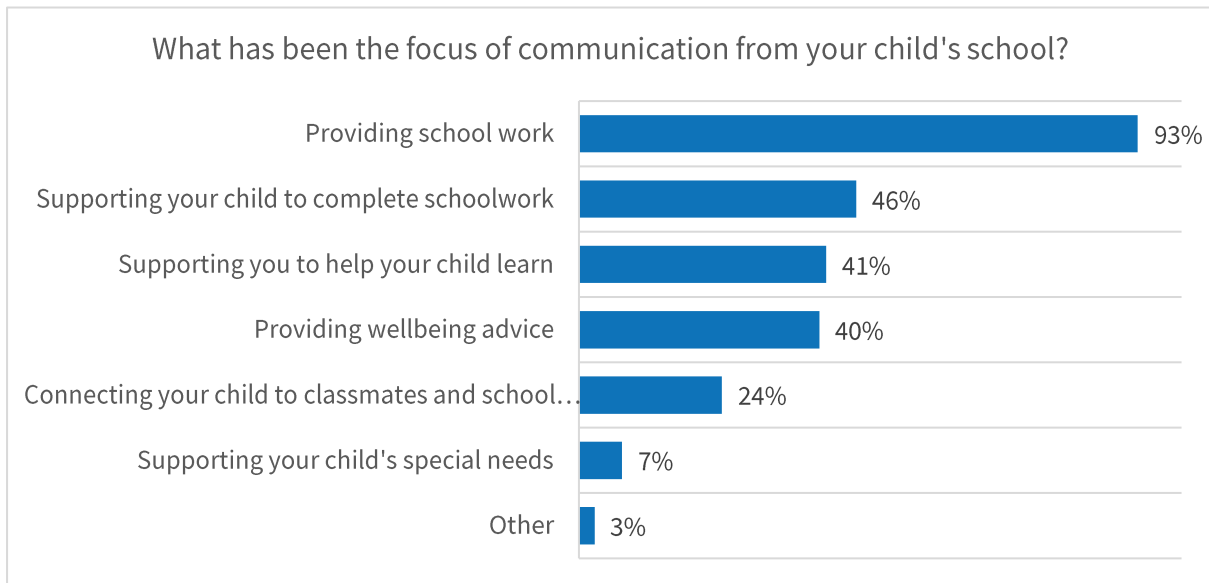 What has been the focus of communication from your child's school?
Providing school work 93%
Supporting your child to complete schoolwork 46%
Supporting you to help your child learn 41%
Providing wellbeing advice 40%
Connecting your child to classmates and school… 24%
Supporting your child's special needs 7%
Other 3%